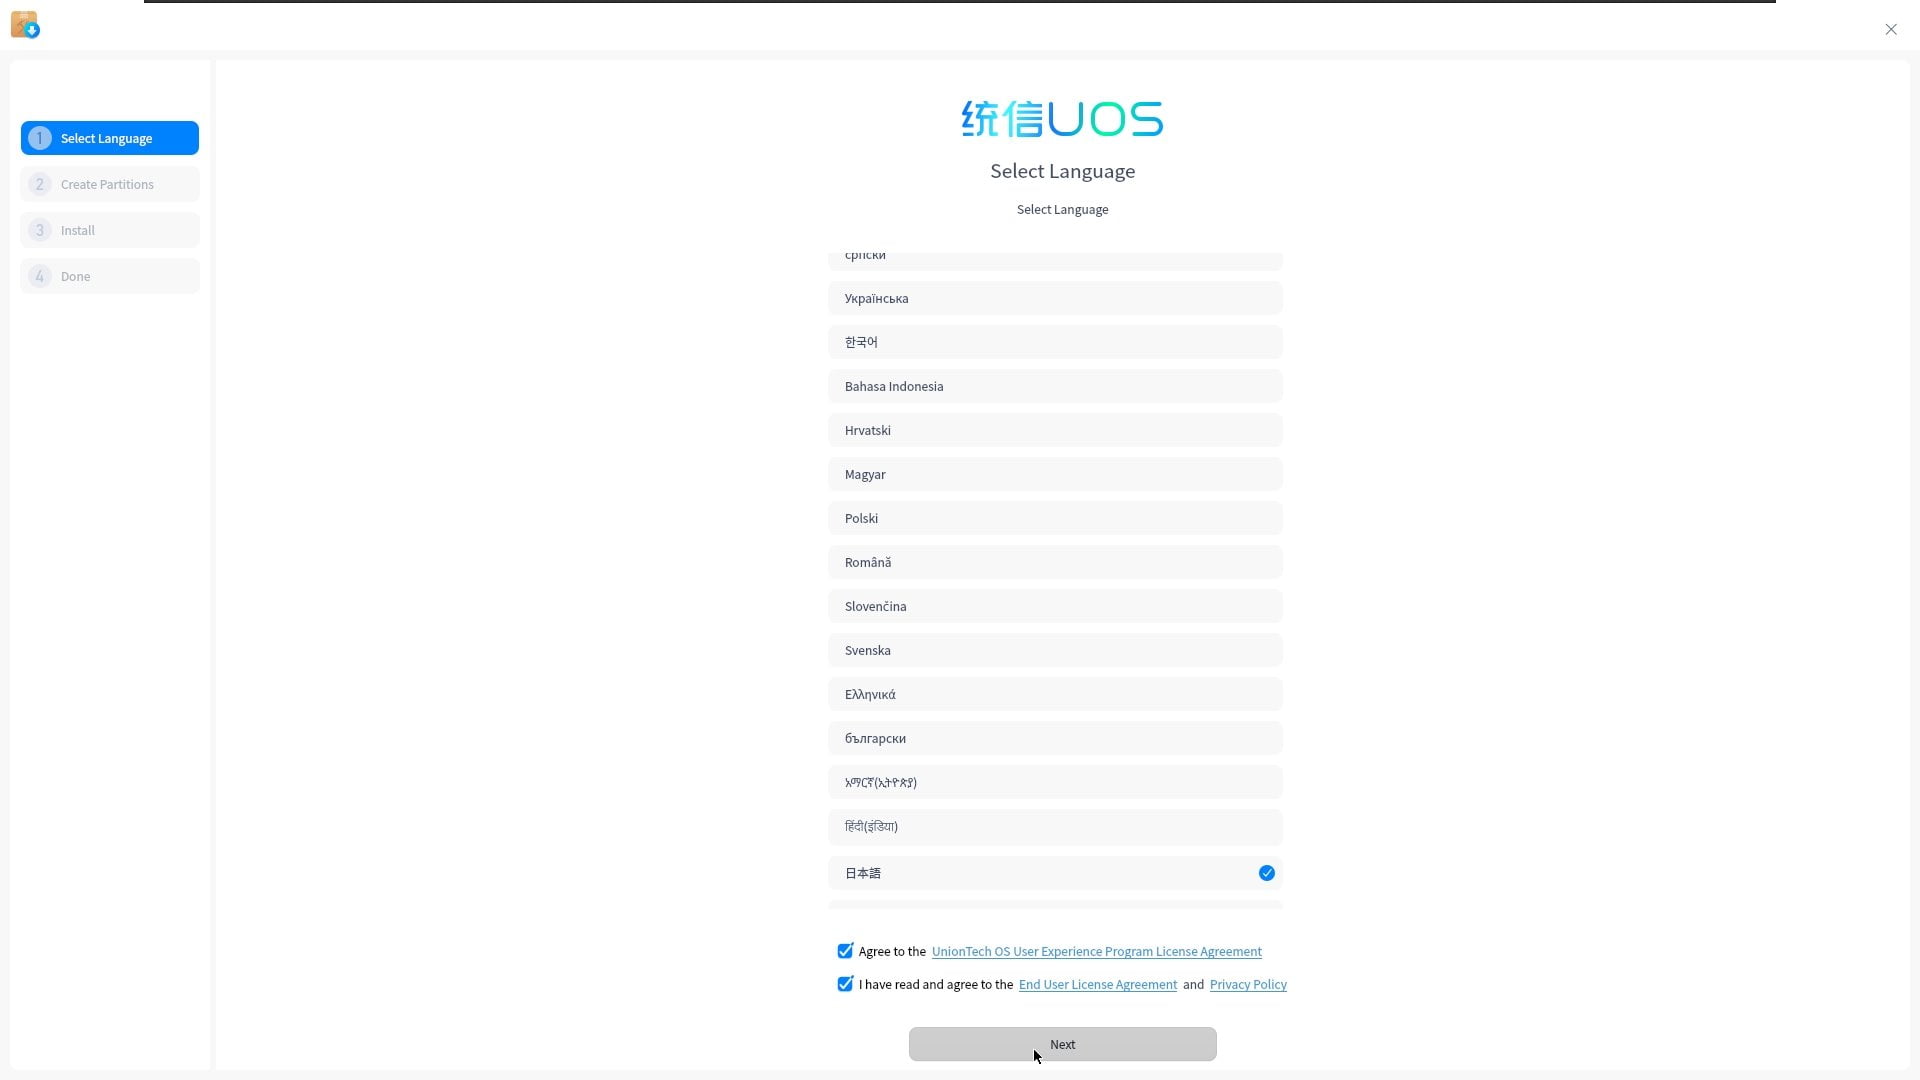 统信UOS
Select Language
Select Language
1 Select Language
2 Create Partitions
3 Install
4 Done
српски
Українська
한국어
Bahasa Indonesia
Hrvatski
Magyar
Polski
Română
Slovenčina
Svenska
Ελληνικά
български
አማርኛ(ኢትዮጵያ)
हिंदी(इंडिया)
日本語
Agree to the UnionTech OS User Experience Program License Agreement
I have read and agree to the End User License Agreement and Privacy Policy
Next